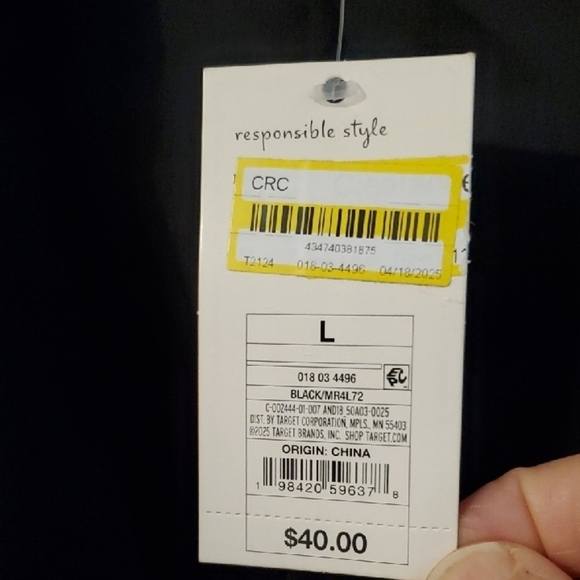 responsible style
CRC
434740381875
T2124 018-03-4496 04/18/2025
L
018 03 4496
BLACK/MR4L72
C-002444-01-007 AND18 50A03-0025
DIST. BY TARGET CORPORATION, MPLS, MN 55403
©2025 TARGET BRANDS, INC. SHOP TARGET.COM
ORIGIN: CHINA
1 98420 59637 8
$40.00